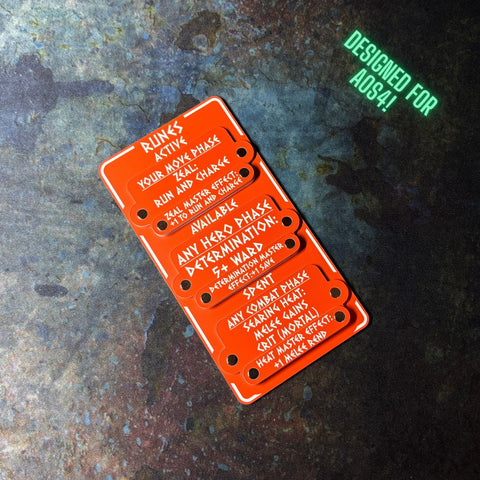 DESIGNED FOR
AOS4!
RUNES
ACTIVE
YOUR MOVE PHASE
ZEAL:
RUN AND CHARGE
ZEAL MASTER EFFECT:
+1 TO RUN AND CHARGE
AVAILABLE
ANY HERO PHASE
DETERMINATION:
5+ WARD
DETERMINATION MASTER
EFFECT:+1 SAVE
SPENT
ANY COMBAT PHASE
SEARING HEAT:
MELEE GAINS
CRIT (MORTAL)
HEAT MASTER EFFECT:
+1 MELEE REND